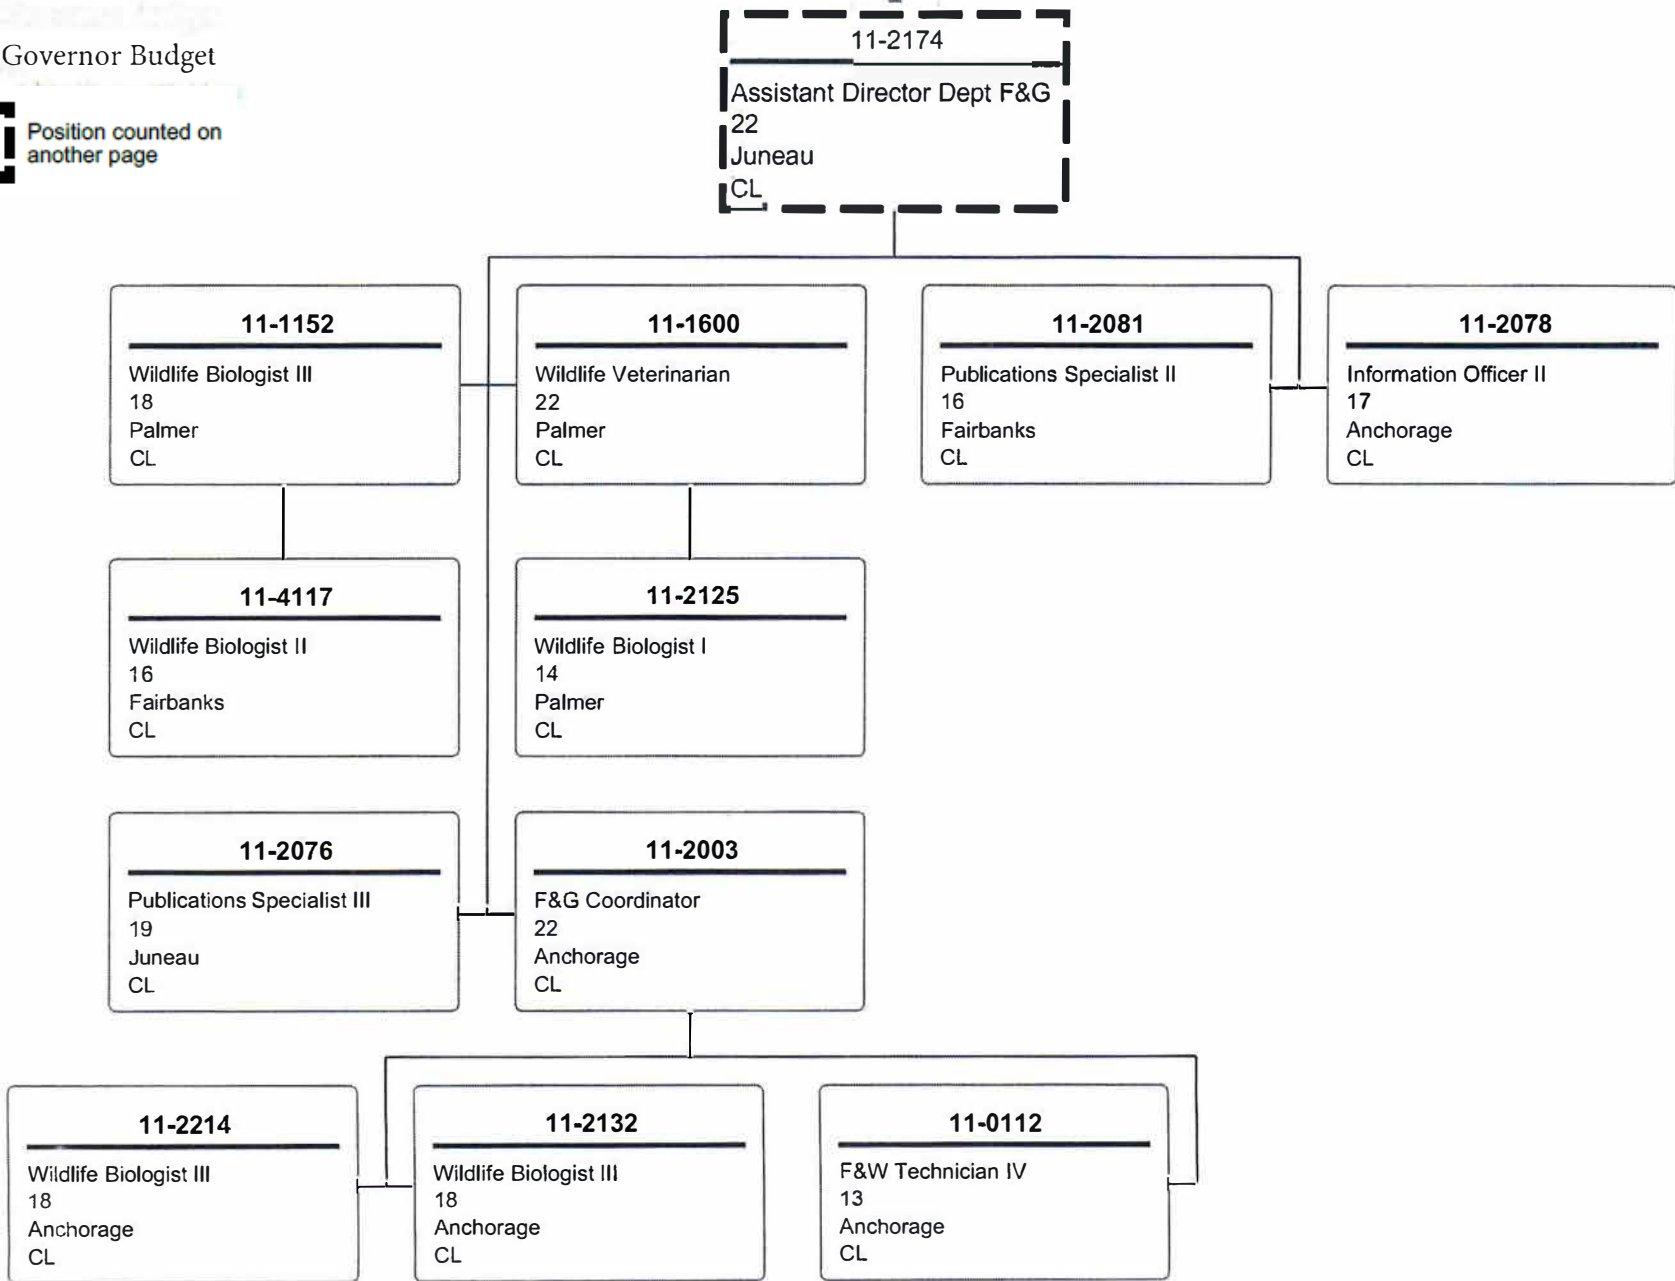 Governor Budget
Position counted on
another page
11-2174
Assistant Director Dept F&G
22
Juneau
CL
11-1152
Wildlife Biologist III
18
Palmer
CL
11-1600
Wildlife Veterinarian
22
Palmer
CL
11-2081
Publications Specialist II
16
Fairbanks
CL
11-2078
Information Officer II
17
Anchorage
CL
11-4117
Wildlife Biologist II
16
Fairbanks
CL
11-2125
Wildlife Biologist I
14
Palmer
CL
11-2076
Publications Specialist III
19
Juneau
CL
11-2003
F&G Coordinator
22
Anchorage
CL
11-2214
Wildlife Biologist III
18
Anchorage
CL
11-2132
Wildlife Biologist III
18
Anchorage
CL
11-0112
F&W Technician IV
13
Anchorage
CL